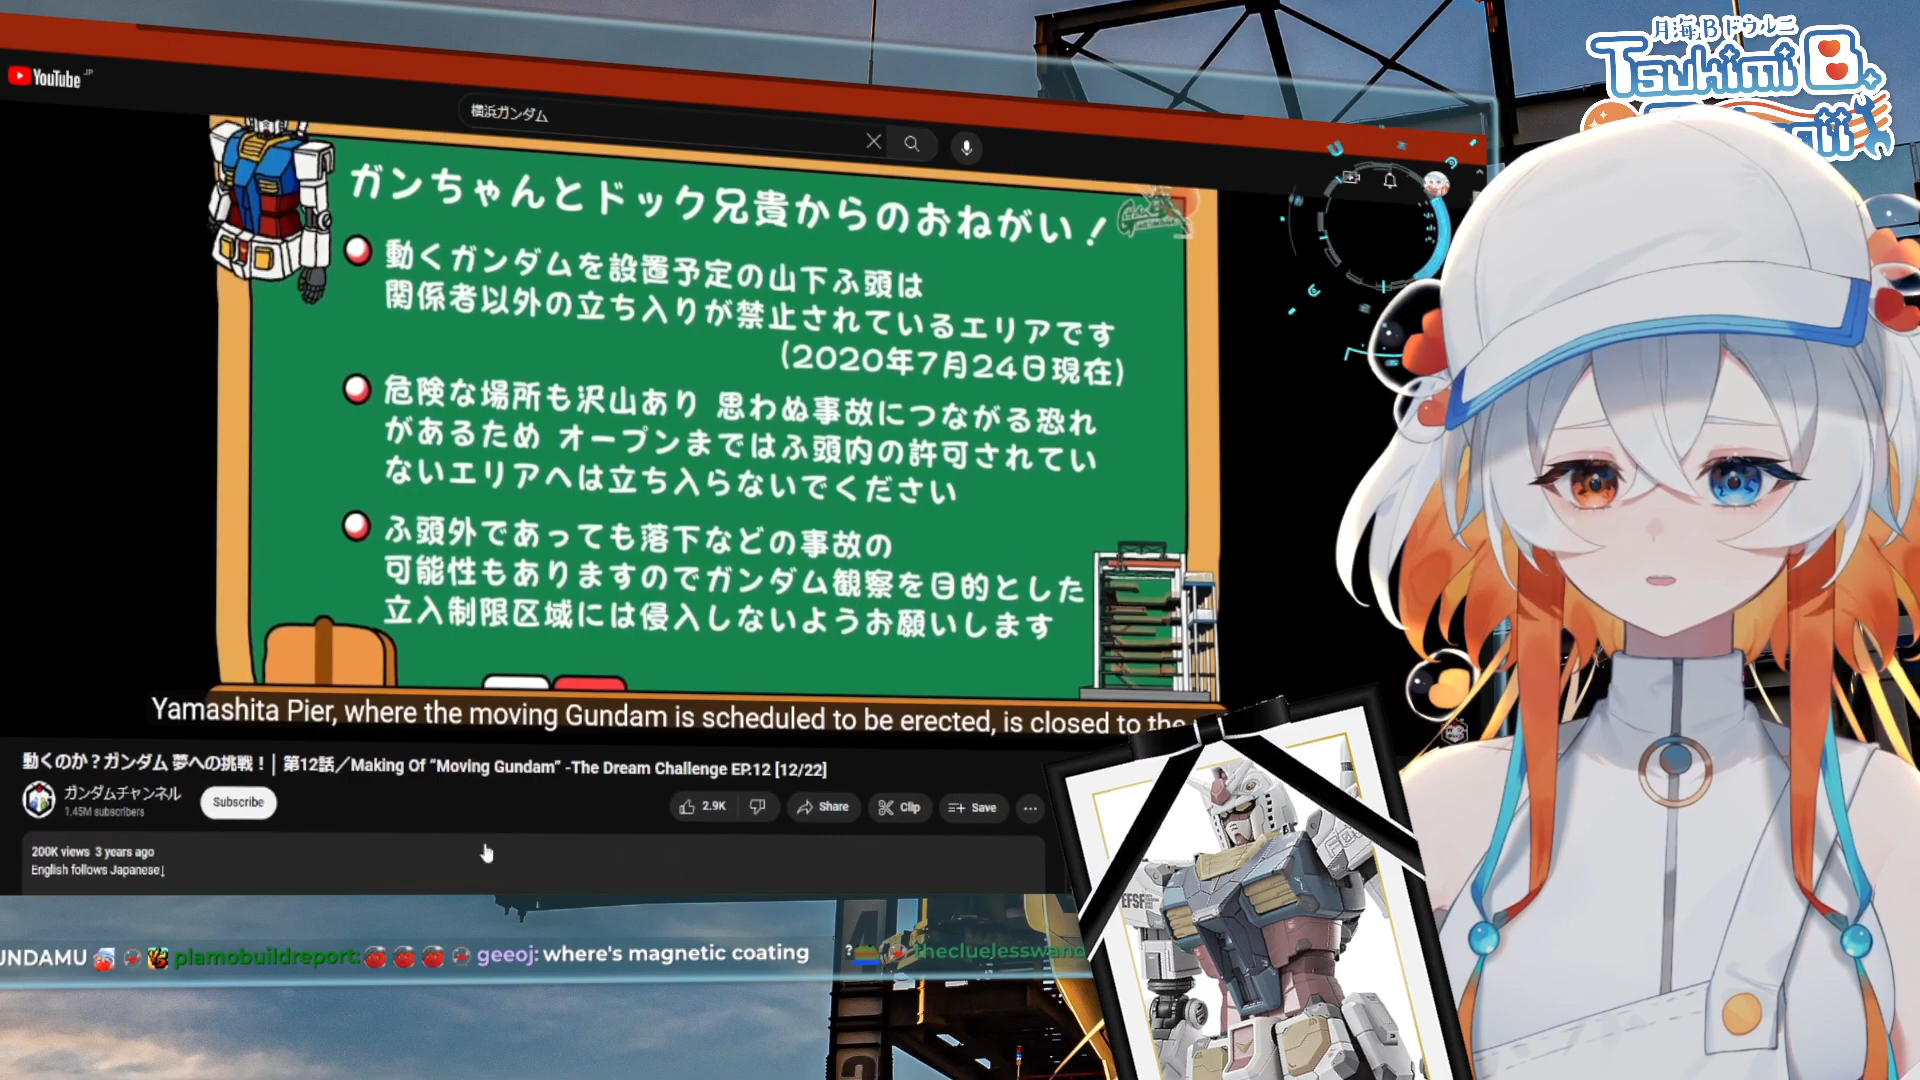 月海Bドゥルニ
Tsukimi B.
YouTube JP
横浜ガンダム
ガンちゃんとドック兄貴からのおねがい！
動くガンダムを設置予定の山下ふ頭は
関係者以外の立ち入りが禁止されているエリアです
(2020年7月24日現在)
危険な場所も沢山あり 思わぬ事故につながる恐れ
があるため オープンまではふ頭内の許可されてい
ないエリアへは立ち入らないでください
ふ頭外であっても落下などの事故の
可能性もありますのでガンダム観察を目的とした
立入制限区域には侵入しないようお願いします
Yamashita Pier, where the moving Gundam is scheduled to be erected, is closed to the
動くのか？ガンダム 夢への挑戦！│ 第12話／Making Of “Moving Gundam” -The Dream Challenge EP.12 [12/22]
ガンダムチャンネル
1.45M subscribers
Subscribe
2.9K
Share
Clip
Save
200K views 3 years ago
English follows Japanese↓
EFSF
UNDAMU plamobuildreport: geeoj: where's magnetic coating ? thecluelesswand